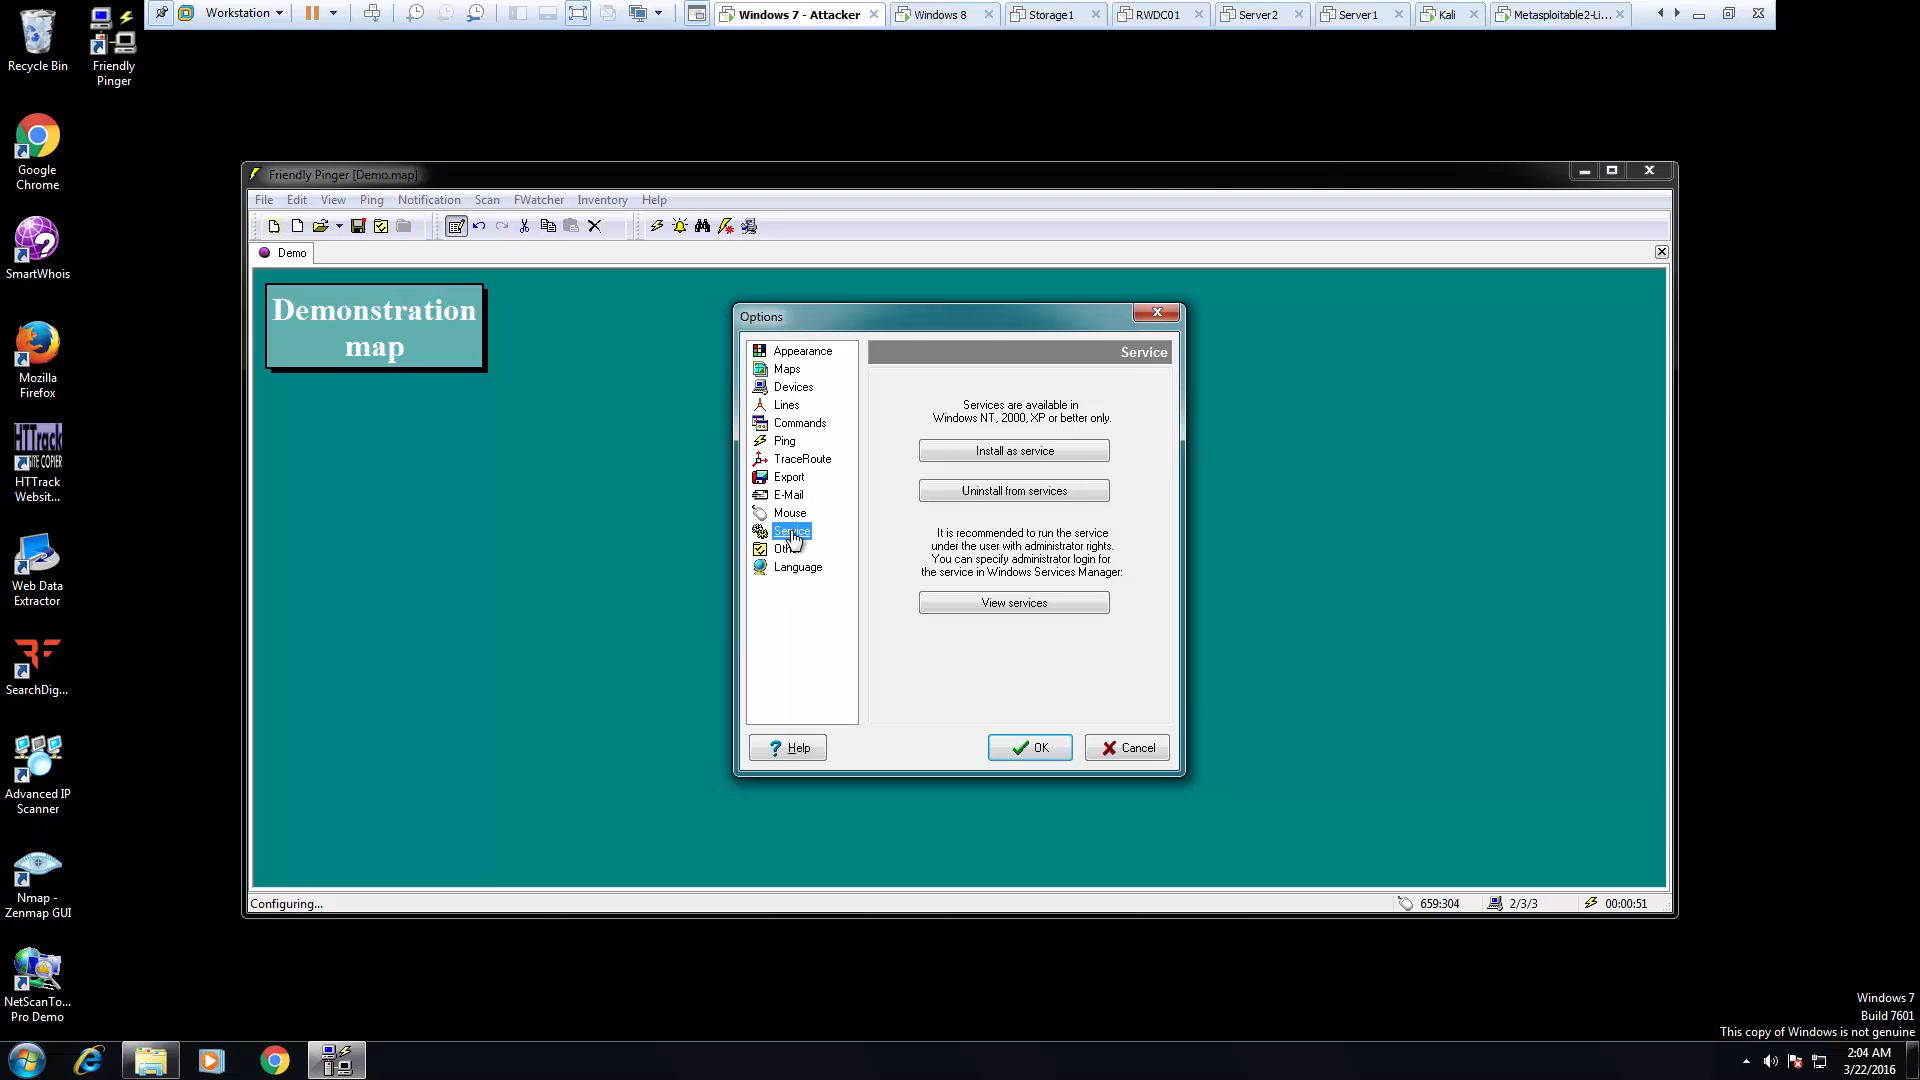 Workstation
Windows 7 - Attacker
Windows 8
Storage1
RWDC01
Server2
Server1
Kali
Metasploitable2-Li...
Recycle Bin
Friendly
Pinger
Google
Chrome
SmartWhois
Mozilla
Firefox
HTTrack
SITE COPIER
HTTrack
Websit...
Web Data
Extractor
SearchDig...
Advanced IP
Scanner
Nmap -
Zenmap GUI
NetScanTo...
Pro Demo
Friendly Pinger [Demo.map]
File Edit View Ping Notification Scan FWatcher Inventory Help
Demo
Demonstration
map
Options
Appearance
Maps
Devices
Lines
Commands
Ping
TraceRoute
Export
E-Mail
Mouse
Service
Language
Service
Services are available in
Windows NT, 2000, XP or better only.
Install as service
Uninstall from services
It is recommended to run the service
under the user with administrator rights.
You can specify administrator login for
the service in Windows Services Manager:
View services
Help
OK
Cancel
Configuring...
659:304
2/3/3
00:00:51
Windows 7
Build 7601
This copy of Windows is not genuine
2:04 AM
3/22/2016